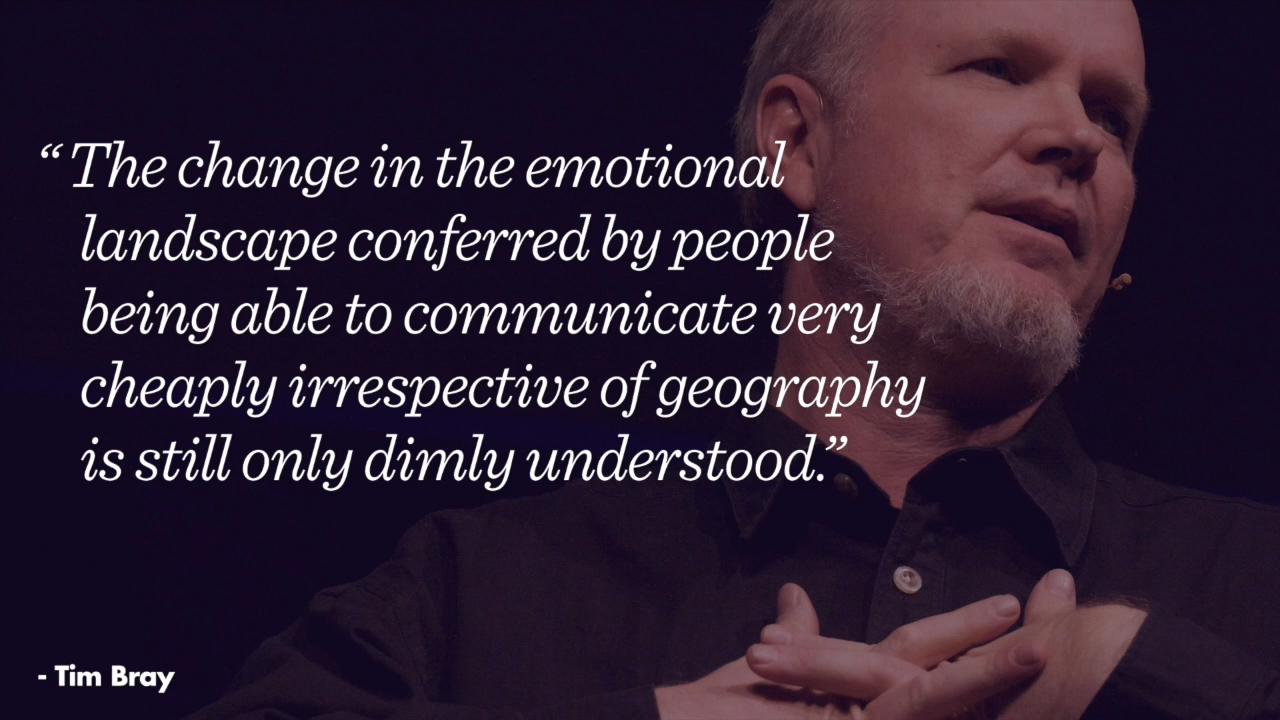 “ The change in the emotional
landscape conferred by people
being able to communicate very
cheaply irrespective of geography
is still only dimly understood.”
- Tim Bray